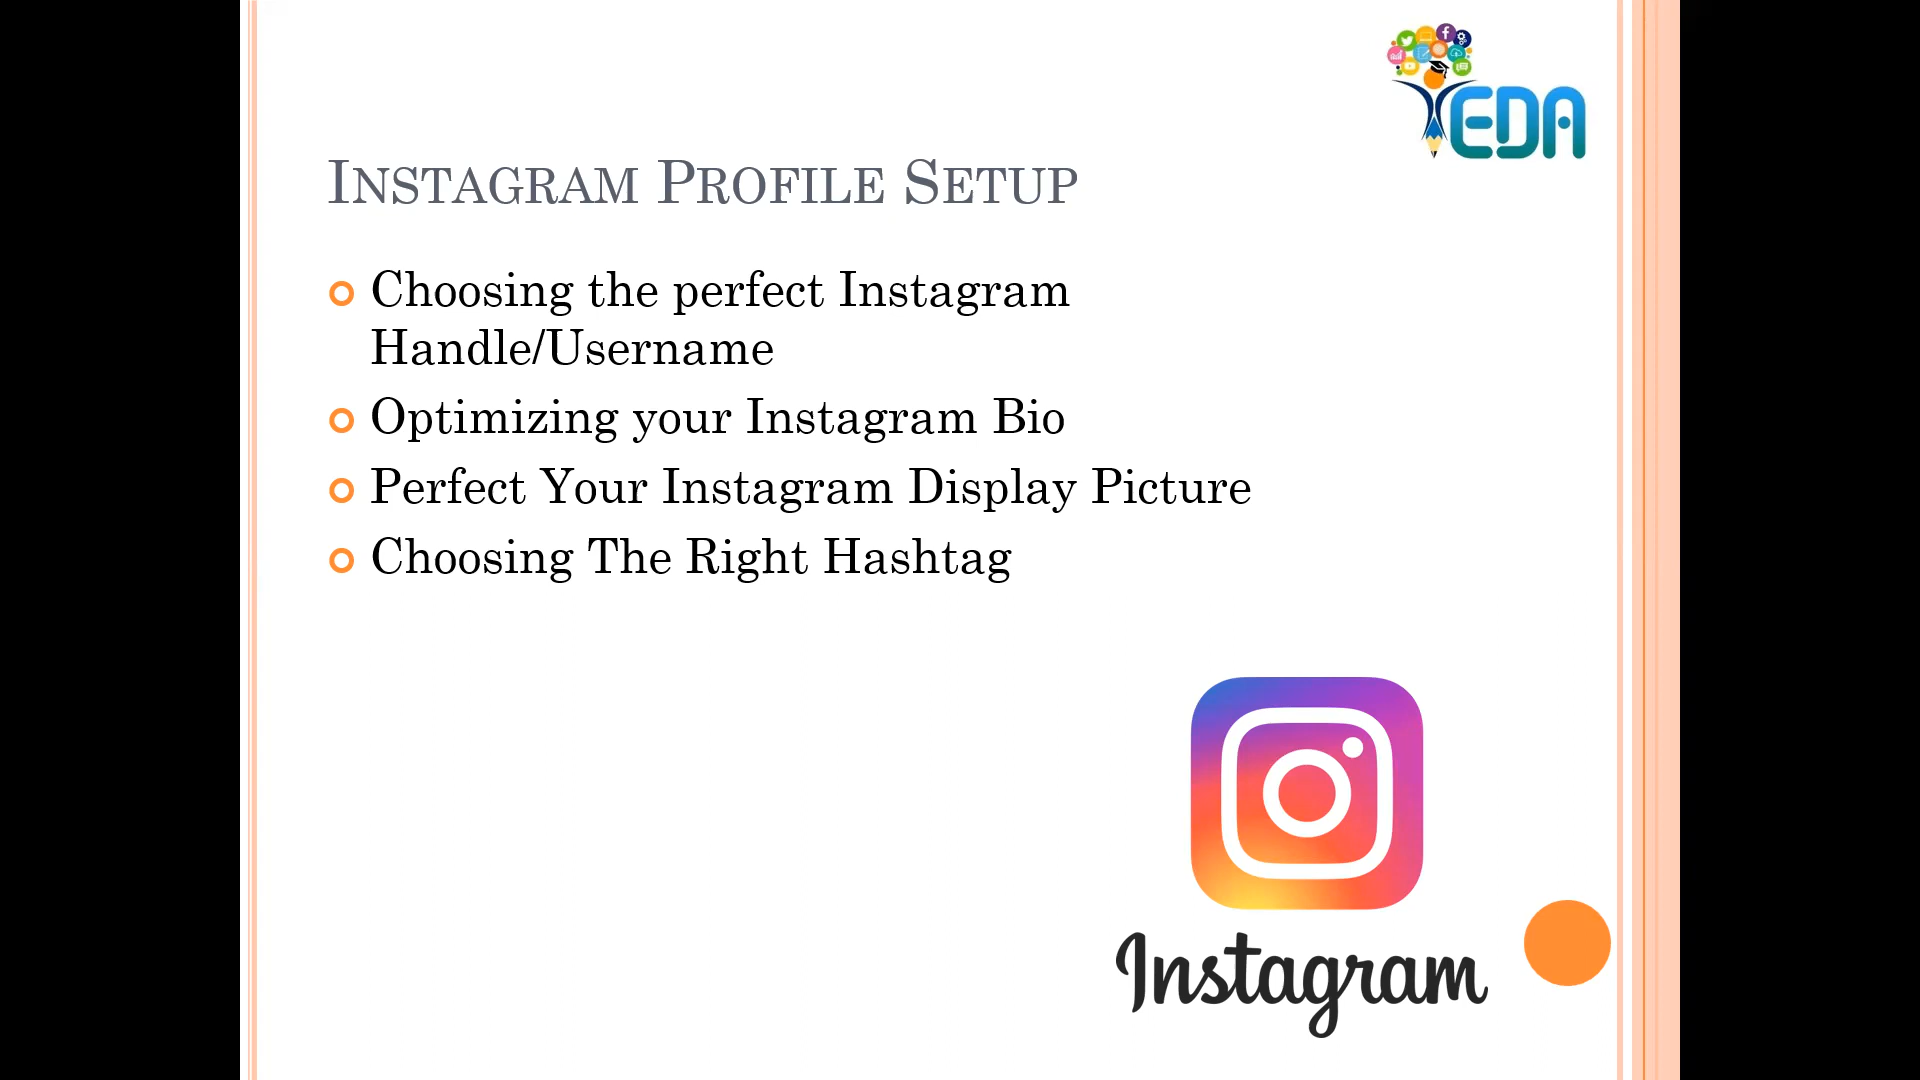 EDA
INSTAGRAM PROFILE SETUP
Choosing the perfect Instagram
Handle/Username
Optimizing your Instagram Bio
Perfect Your Instagram Display Picture
Choosing The Right Hashtag
Instagram